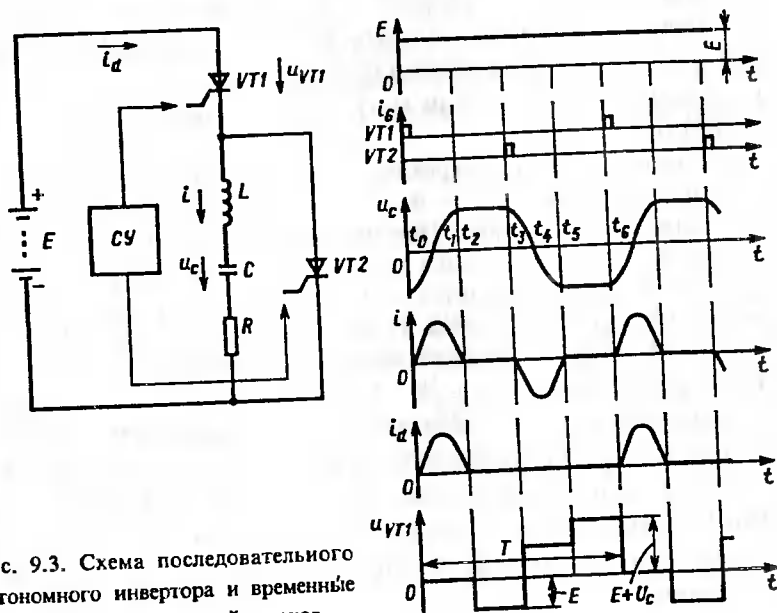 i_d
VT1
u_VT1
i
L
u_c
C
R
VT2
СУ
+
E
−
E
E
0
t
i_G
VT1
VT2
t
u_c
t_0
t_1
t_2
t_3
t_4
t_5
t_6
0
t
i
0
t
i_d
0
t
u_VT1
T
0
E
E+U_c
t
с. 9.3. Схема последовательного
тономного инвертора и временные